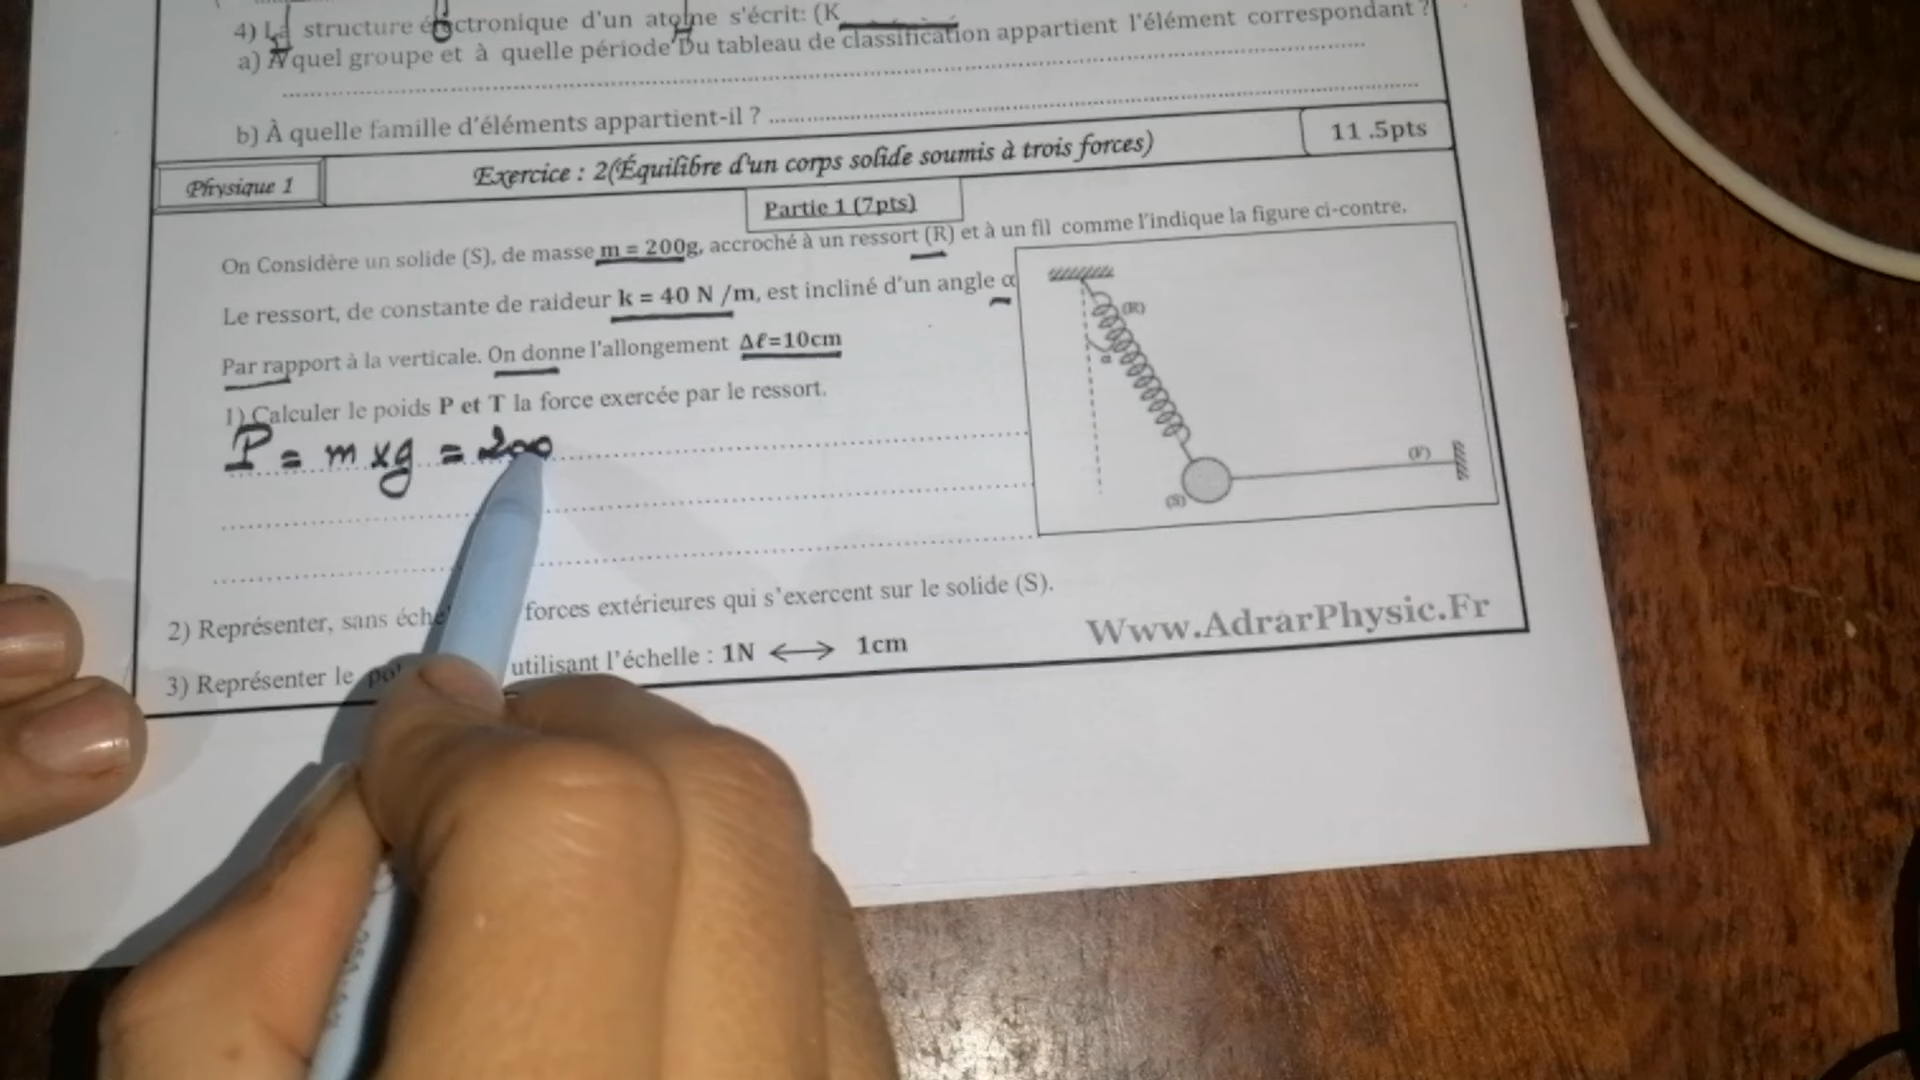 4) La structure électronique d'un atome s'écrit: (K
a) À quel groupe et à quelle période Du tableau de classification appartient l'élément correspondant ?
b) À quelle famille d'éléments appartient-il ?
Physique 1
Exercice : 2(Équilibre d'un corps solide soumis à trois forces)
11 .5pts
Partie 1 (7pts)
On Considère un solide (S), de masse m = 200g, accroché à un ressort (R) et à un fil comme l'indique la figure ci-contre.
Le ressort, de constante de raideur k = 40 N /m, est incliné d'un angle α
Par rapport à la verticale. On donne l'allongement Δℓ=10cm
1) Calculer le poids P et T la force exercée par le ressort.
P = m x g = 200
(R)
α
(F)
(S)
2) Représenter, sans forces extérieures qui s'exercent sur le solide (S).
3) Représenter le utilisant l'échelle : 1N ⟷ 1cm
Www.AdrarPhysic.Fr